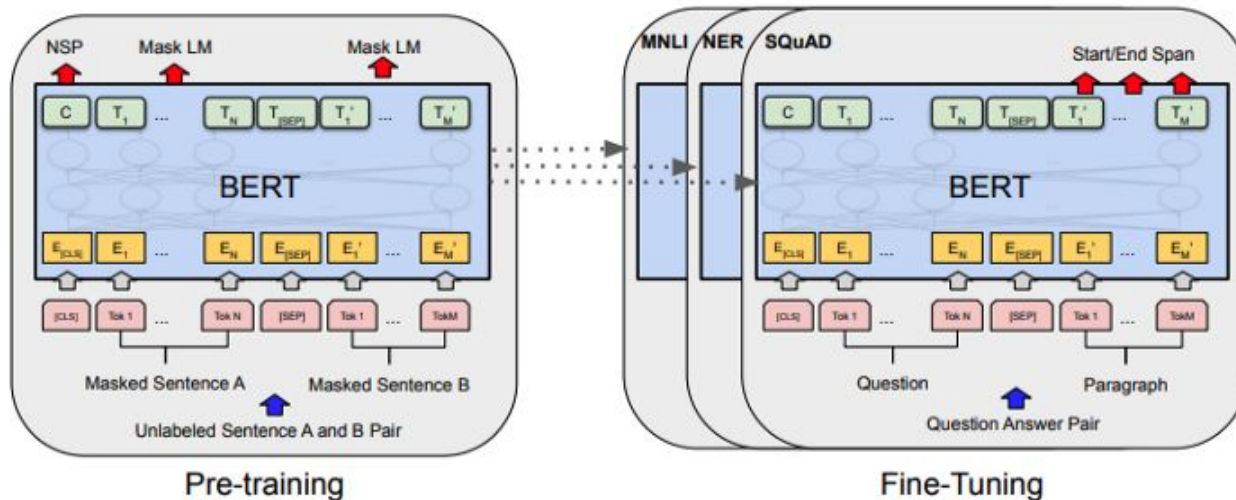 NSP Mask LM Mask LM
C T1 ... TN T[SEP] T1' ... TM'
BERT
E[CLS] E1 ... EN E[SEP] E1' ... EM'
[CLS] Tok 1 ... Tok N [SEP] Tok 1 ... TokM
Masked Sentence A Masked Sentence B
Unlabeled Sentence A and B Pair
Pre-training
MNLI NER SQuAD
Start/End Span
C T1 ... TN T[SEP] T1' ... TM'
BERT
E[CLS] E1 ... EN E[SEP] E1' ... EM'
[CLS] Tok 1 ... Tok N [SEP] Tok 1 ... TokM
Question Paragraph
Question Answer Pair
Fine-Tuning